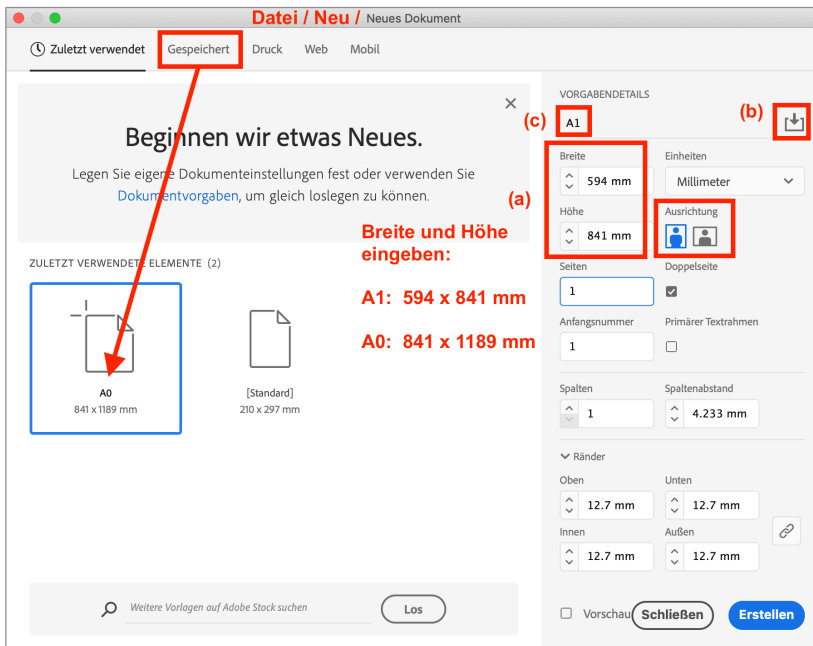 Datei / Neu / Neues Dokument
Zuletzt verwendet Gespeichert Druck Web Mobil
Beginnen wir etwas Neues.
Legen Sie eigene Dokumenteinstellungen fest oder verwenden Sie
Dokumentvorgaben, um gleich loslegen zu können.
Breite und Höhe
eingeben:
A1: 594 x 841 mm
A0: 841 x 1189 mm
ZULETZT VERWENDETE ELEMENTE (2)
A0
841 x 1189 mm
[Standard]
210 x 297 mm
Weitere Vorlagen auf Adobe Stock suchen
Los
VORGABENDETAILS
(c) A1 (b)
(a)
Breite Einheiten
594 mm Millimeter
Höhe Ausrichtung
841 mm
Seiten Doppelseite
1
Anfangsnummer Primärer Textrahmen
1
Spalten Spaltenabstand
1 4.233 mm
Ränder
Oben Unten
12.7 mm 12.7 mm
Innen Außen
12.7 mm 12.7 mm
Vorschau Schließen Erstellen